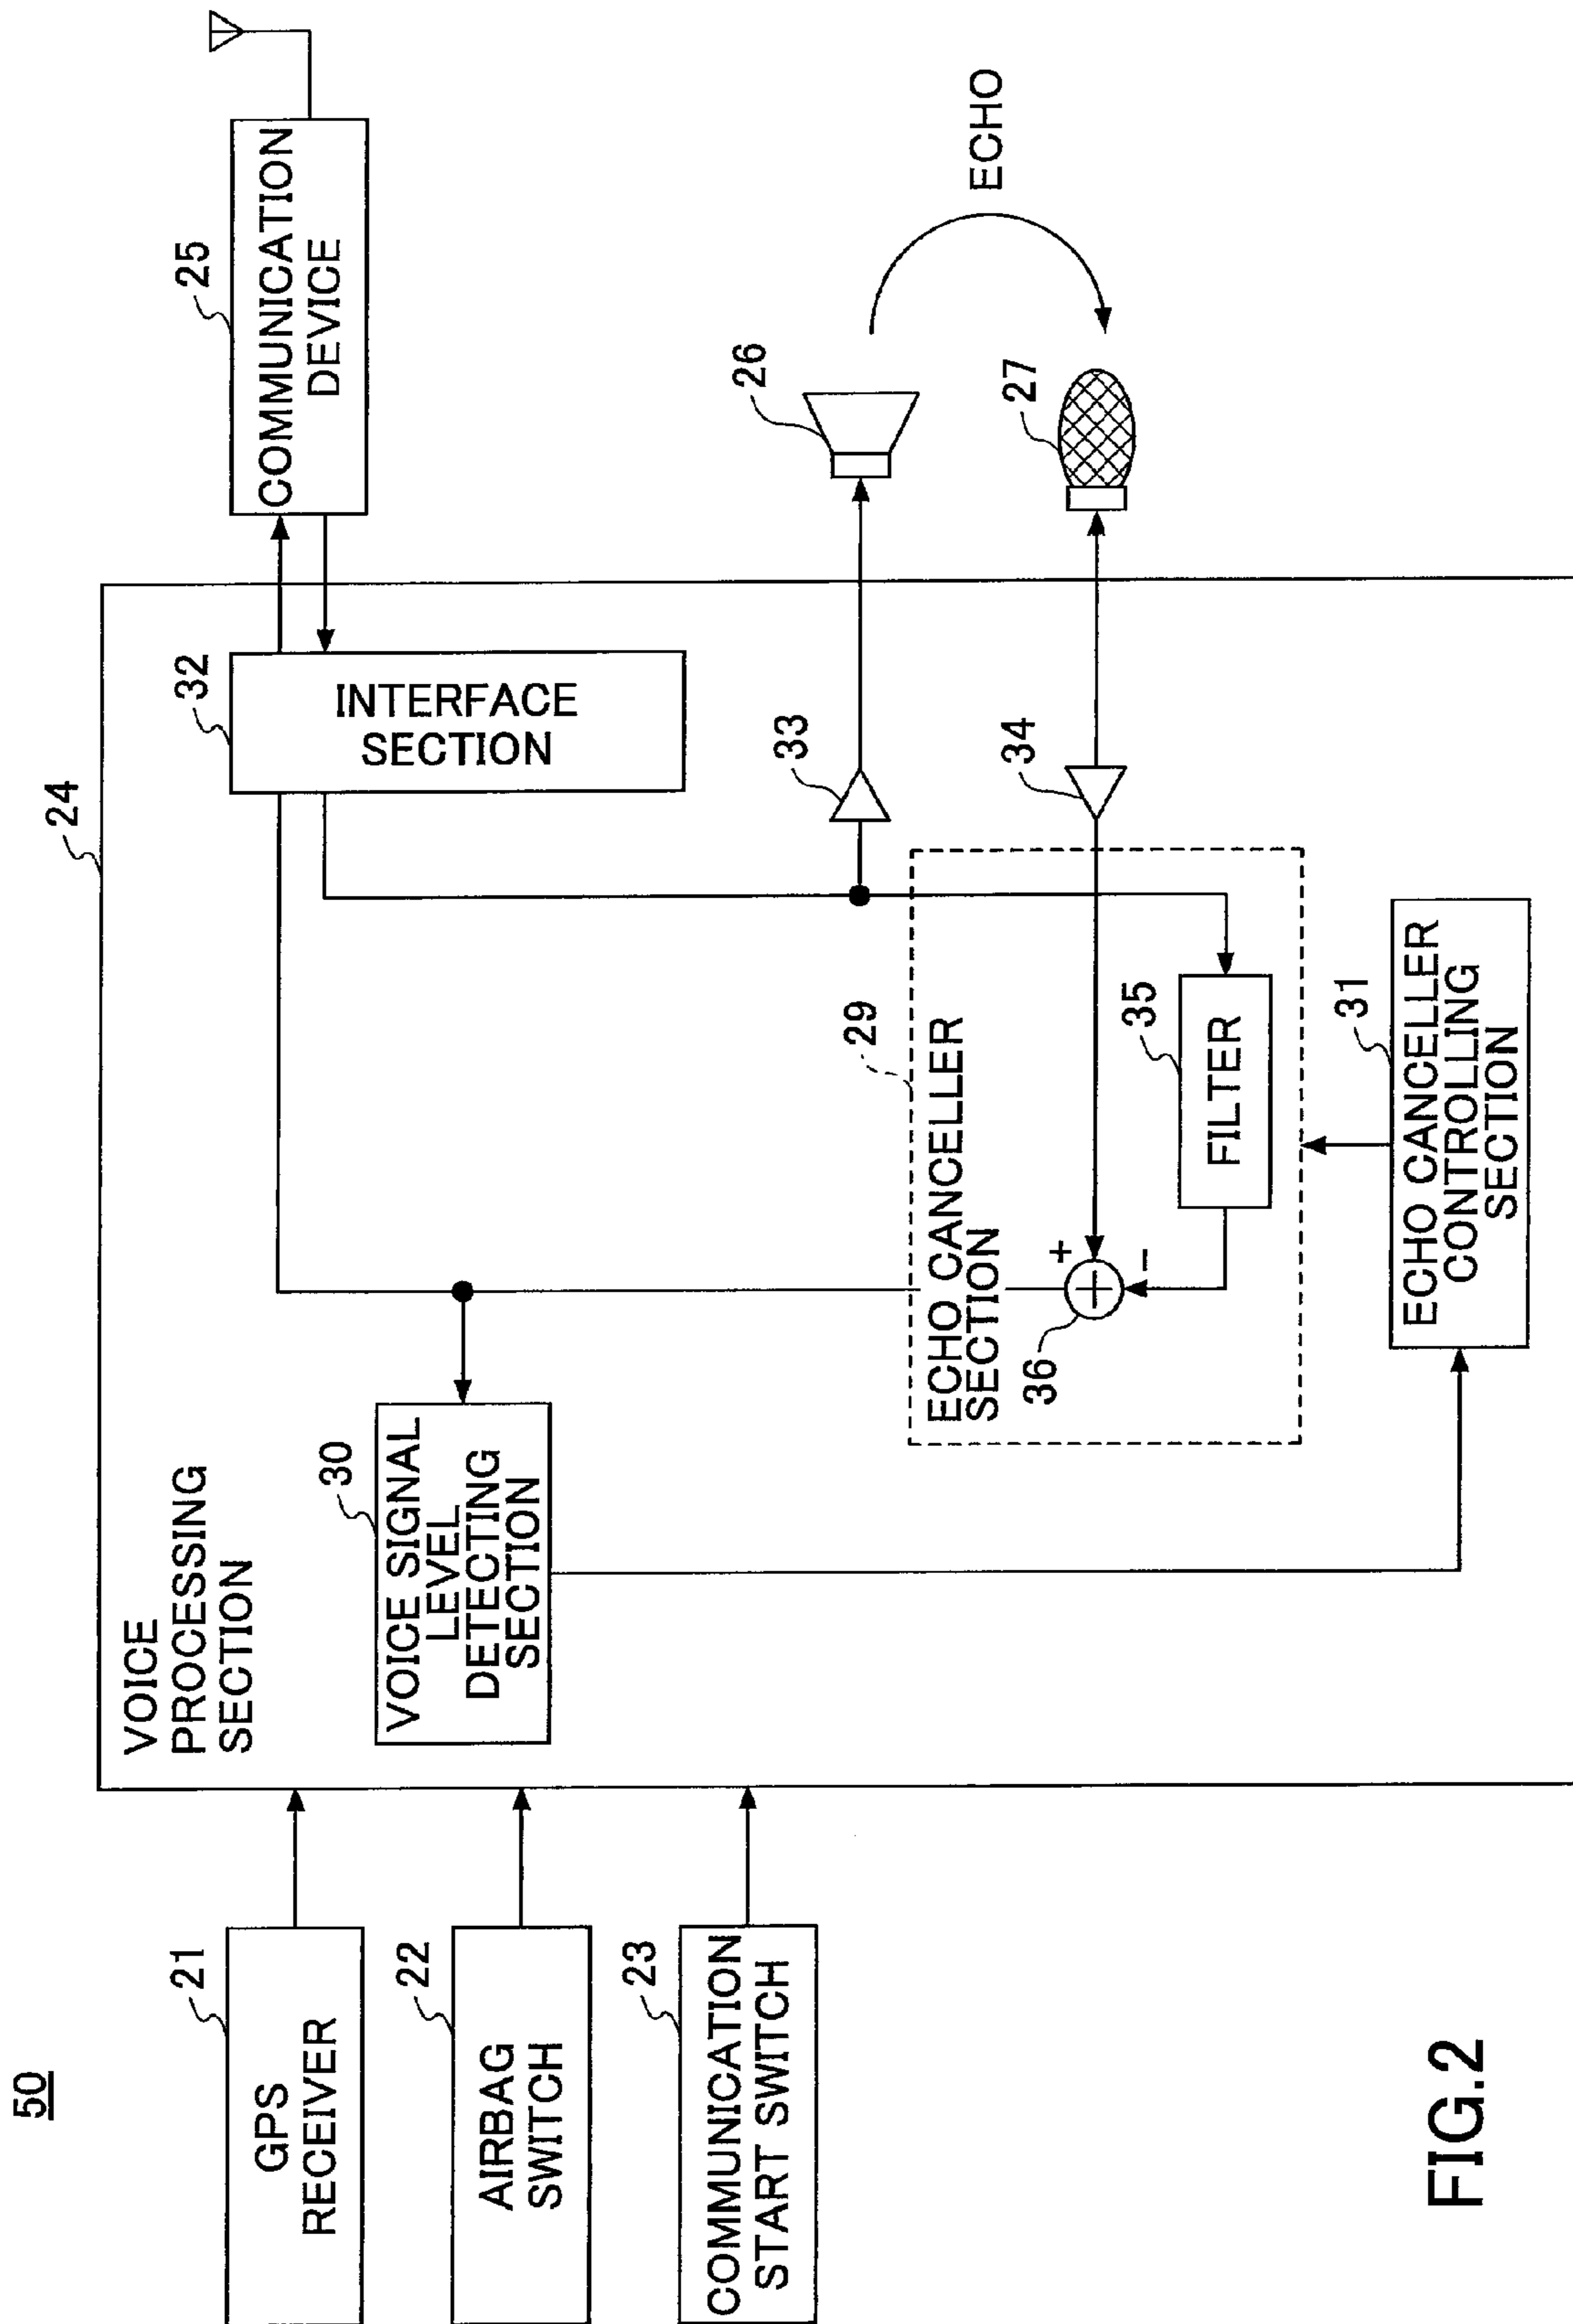 50
21
GPS
RECEIVER
22
AIRBAG
SWITCH
23
COMMUNICATION
START SWITCH
24
VOICE
PROCESSING
SECTION
30
VOICE SIGNAL
LEVEL
DETECTING
SECTION
32
INTERFACE
SECTION
25
COMMUNICATION
DEVICE
33
26
34
27
ECHO
29
ECHO CANCELLER
SECTION
36
+
−
35
FILTER
31
ECHO CANCELLER
CONTROLLING
SECTION
FIG.2